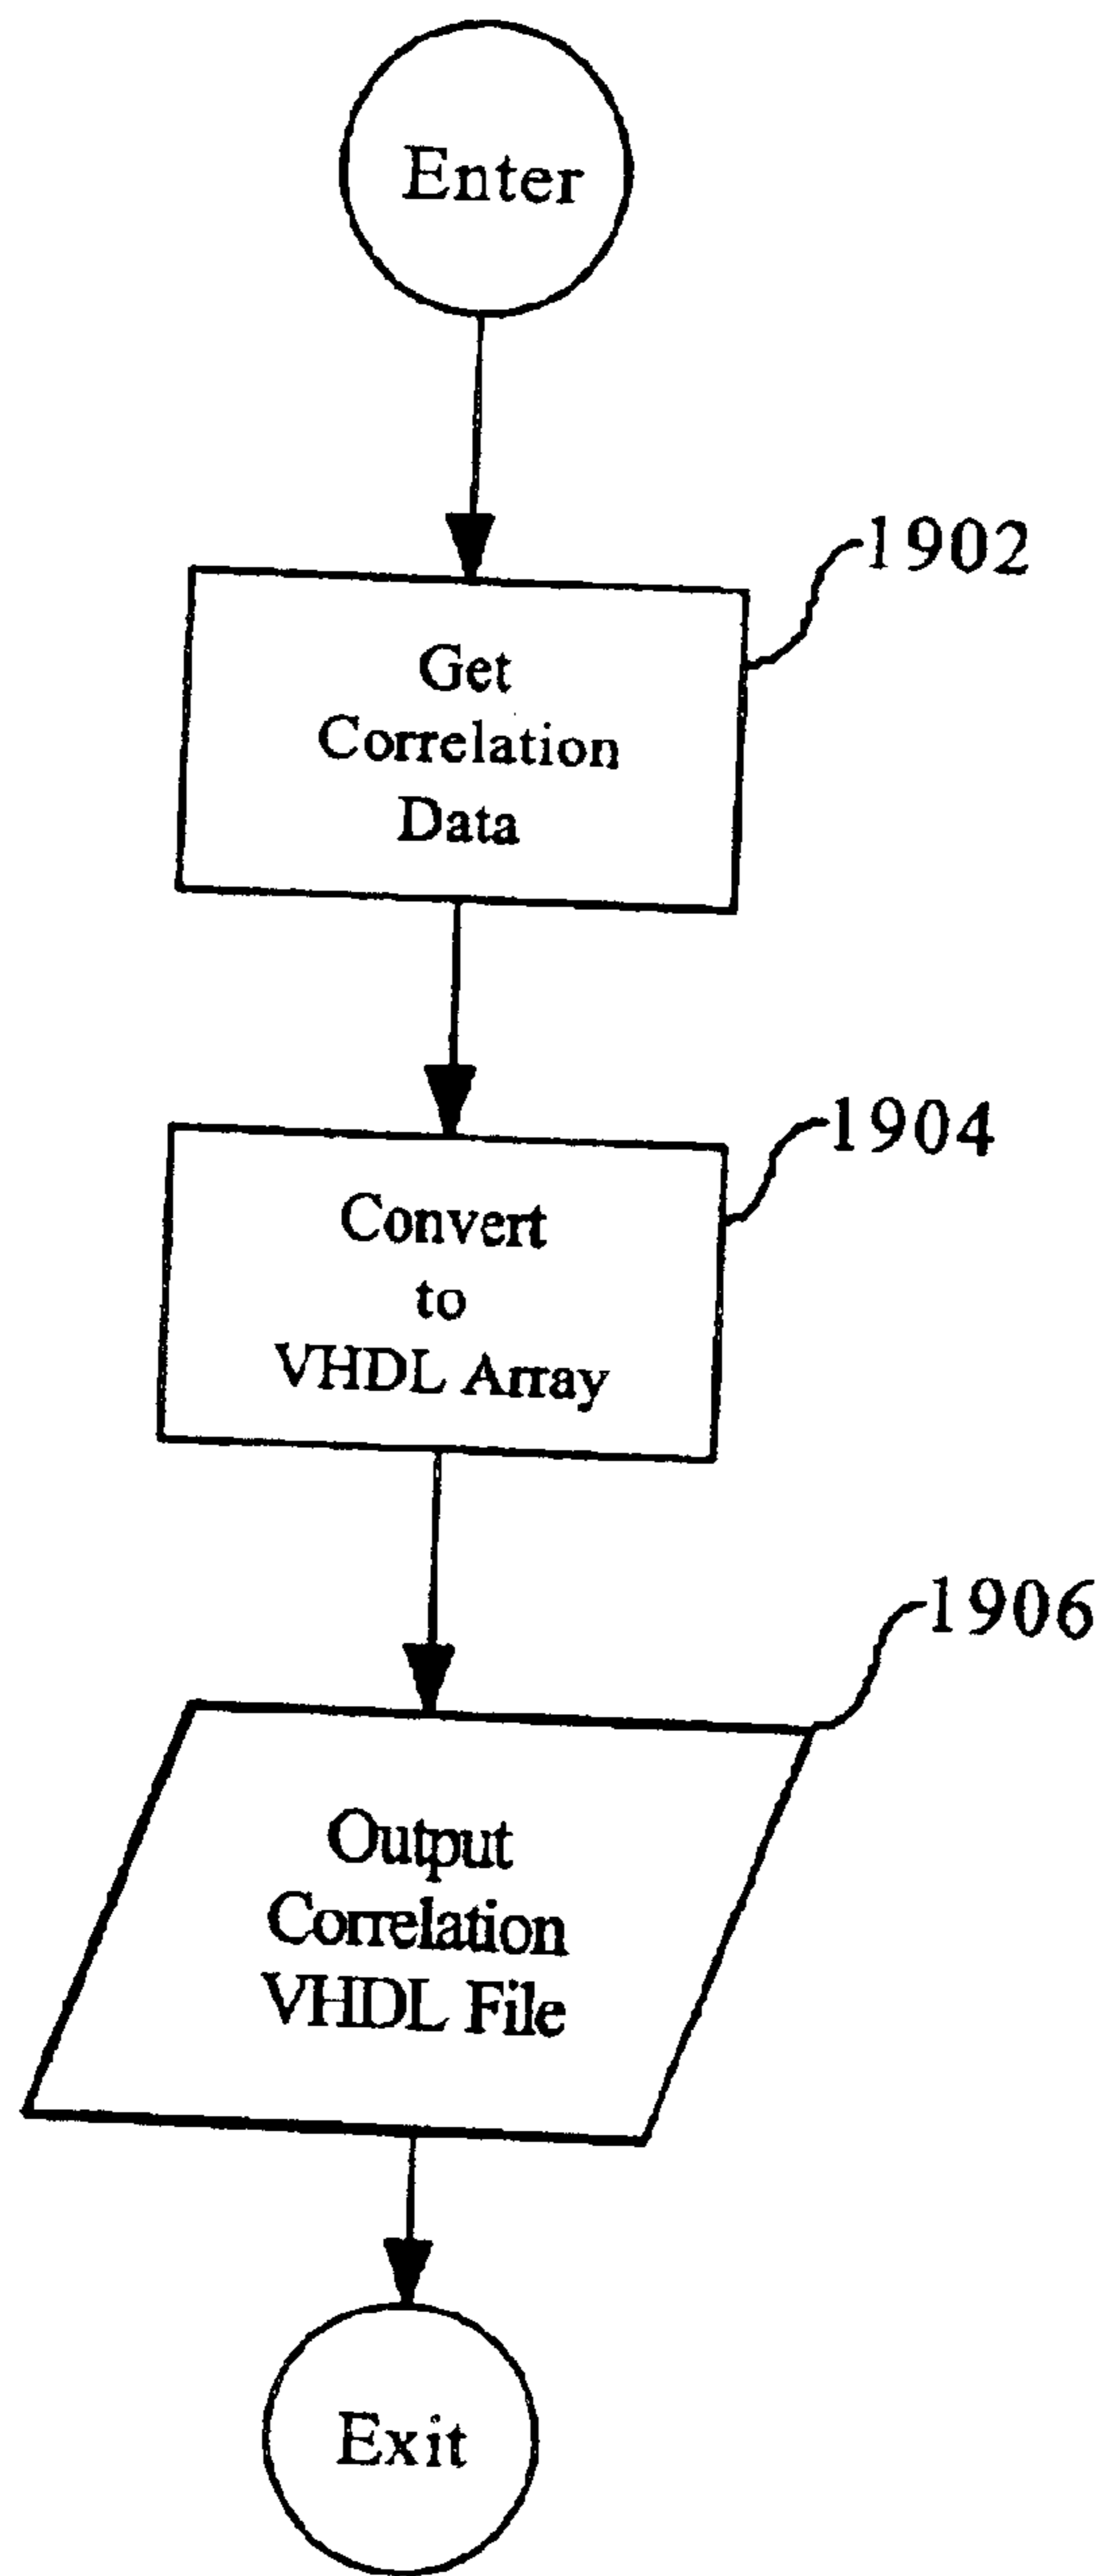 Enter
1902
Get
Correlation
Data
1904
Convert
to
VHDL Array
1906
Output
Correlation
VHDL File
Exit